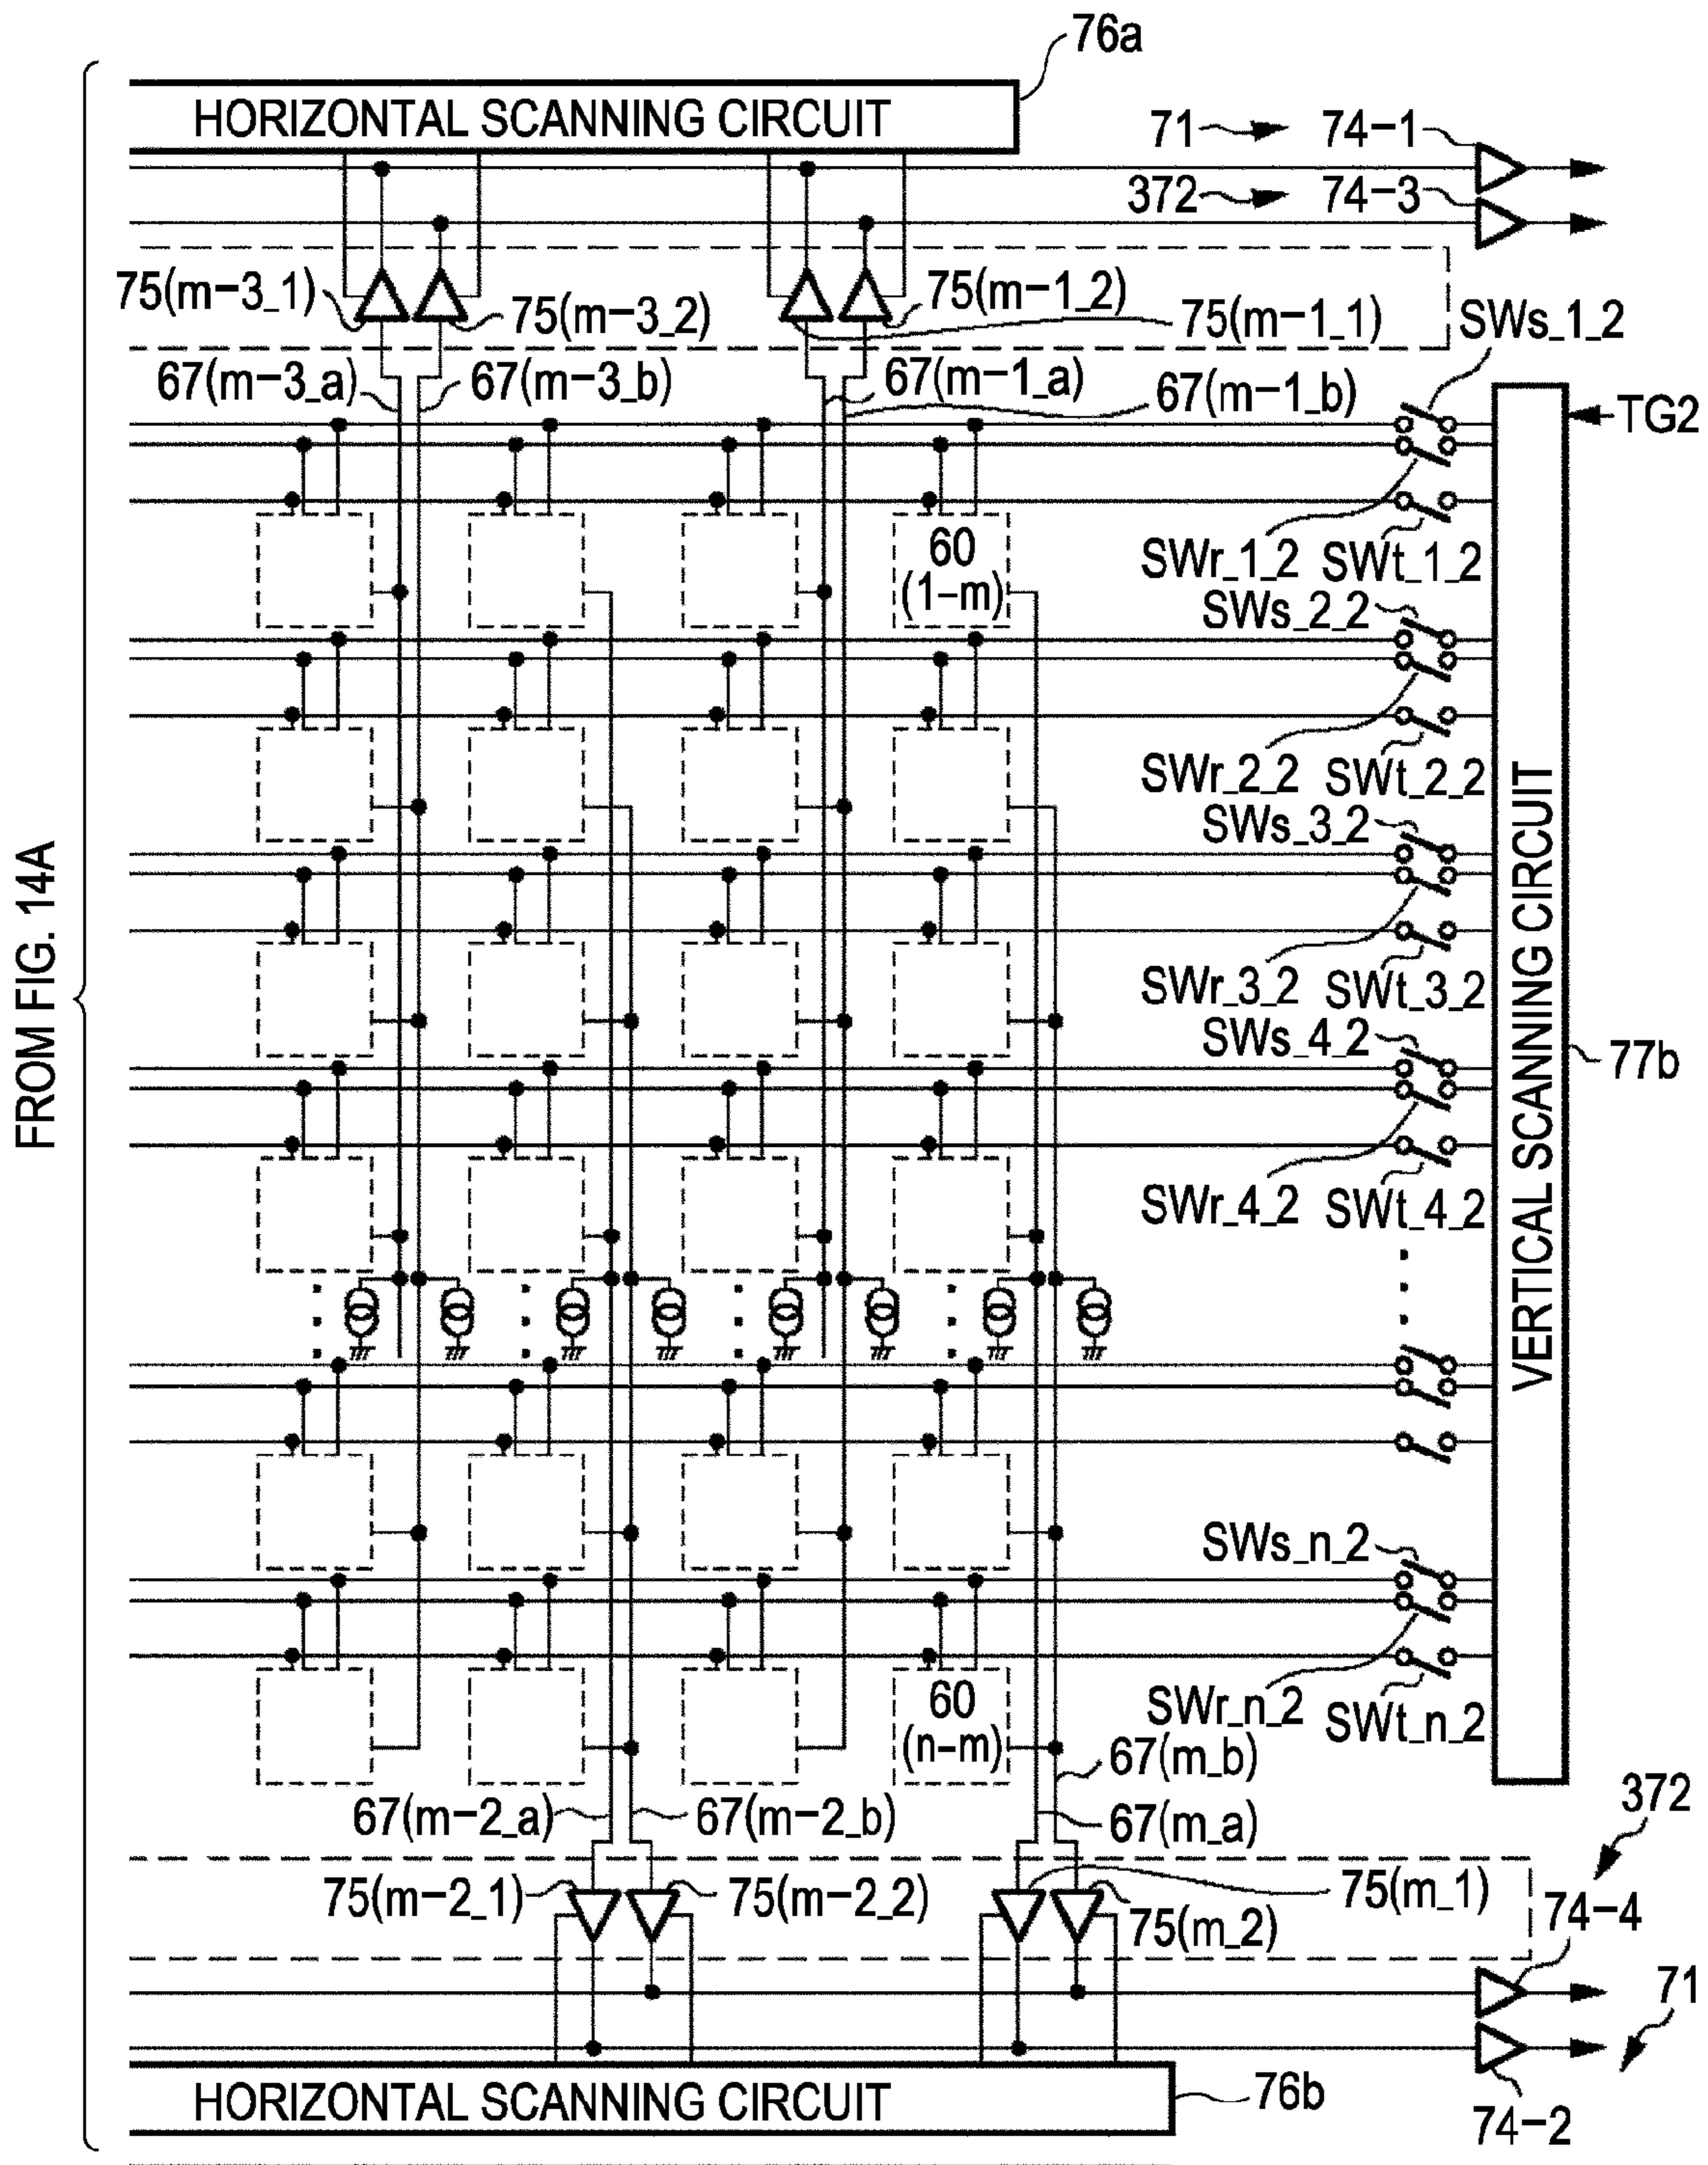 76a
HORIZONTAL SCANNING CIRCUIT
71
74-1
372
74-3
75(m-3_1)
75(m-3_2)
75(m-1_2)
75(m-1_1)
SWs_1_2
67(m-3_a)
67(m-3_b)
67(m-1_a)
67(m-1_b)
TG2
60
(1-m)
SWr_1_2
SWt_1_2
SWs_2_2
SWr_2_2
SWt_2_2
SWs_3_2
FROM FIG. 14A
VERTICAL SCANNING CIRCUIT
SWr_3_2
SWt_3_2
SWs_4_2
77b
SWr_4_2
SWt_4_2
SWs_n_2
60
(n-m)
SWr_n_2
SWt_n_2
67(m_b)
67(m-2_a)
67(m-2_b)
67(m_a)
372
75(m-2_1)
75(m-2_2)
75(m_1)
75(m_2)
74-4
71
HORIZONTAL SCANNING CIRCUIT
76b
74-2